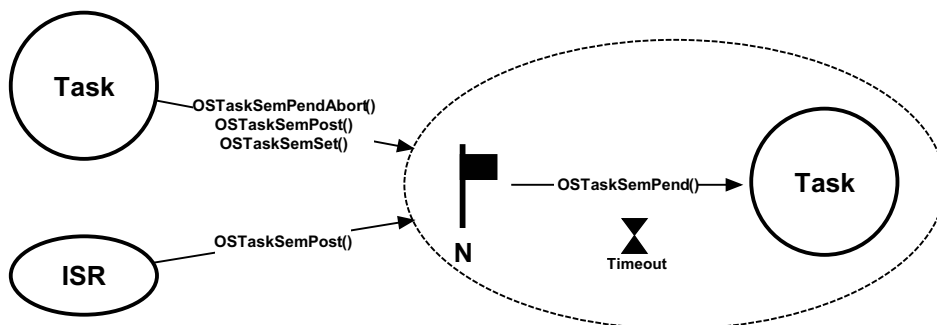 Task
OSTaskSemPendAbort()
OSTaskSemPost()
OSTaskSemSet()
OSTaskSemPend()
Task
OSTaskSemPost()
N
Timeout
ISR